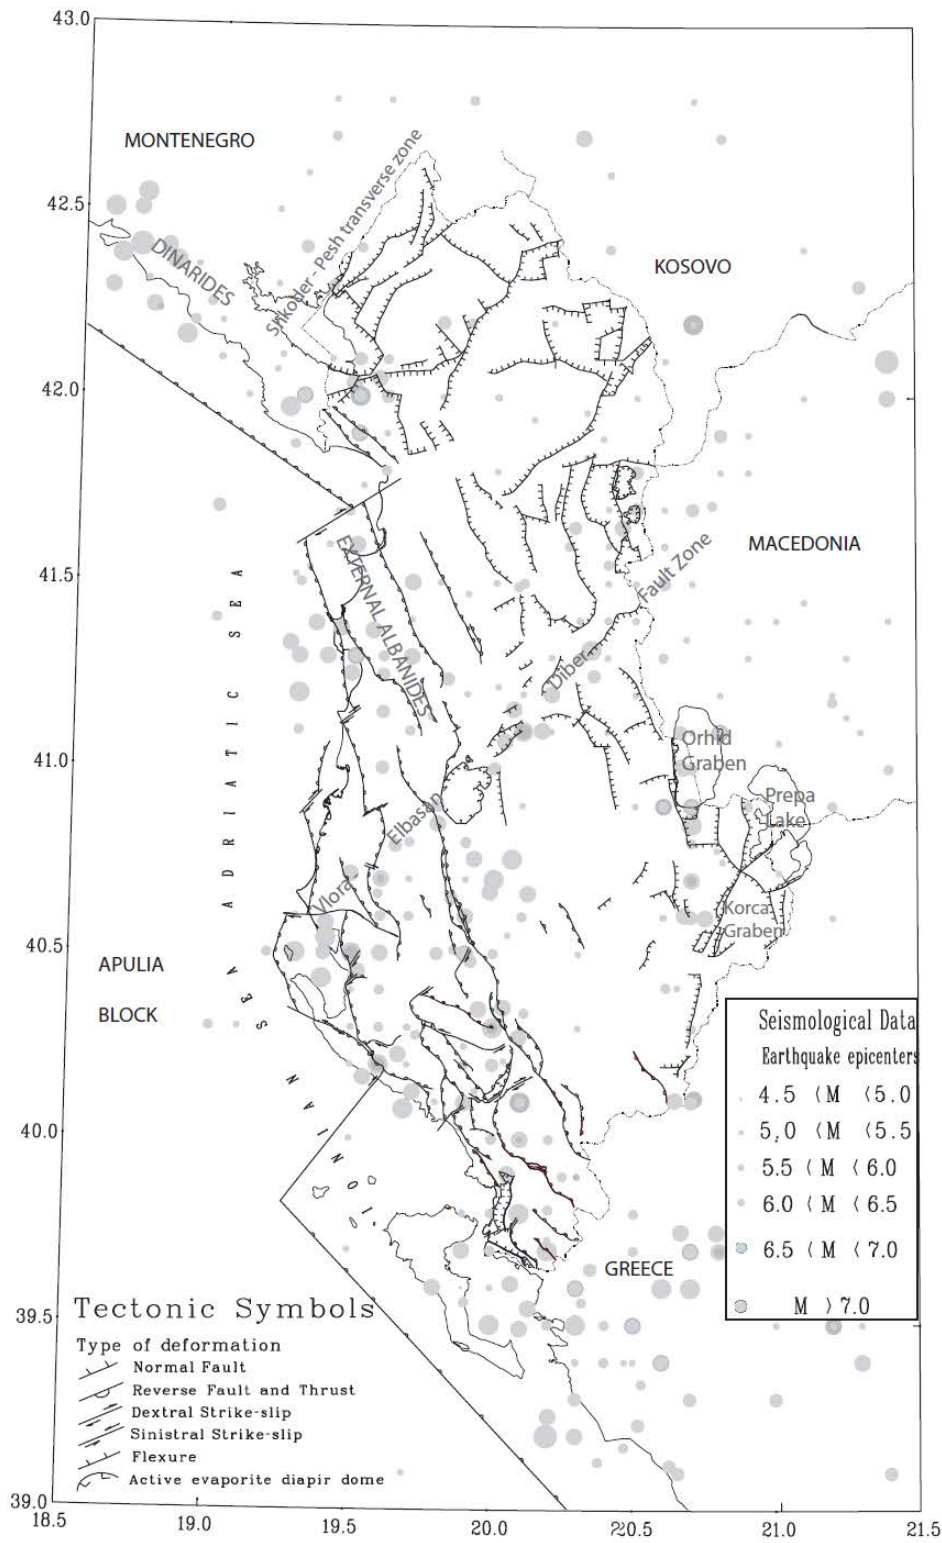 43.0
MONTENEGRO
Shkoder - Pesh transverse zone
42.5
DINARIDES
KOSOVO
42.0
MACEDONIA
EXTERNAL ALBANIDES
Diber Fault Zone
41.5
ADRIATIC SEA
Orhid
Graben
41.0
Prepa
Lake
Elbasan
Vlora
Korca
Graben
40.5
APULIA
BLOCK
IONIAN SEA
Seismological Data
Earthquake epicenters
4.5 ⟨M ⟨5.0
5.0 ⟨M ⟨5.5
5.5 ⟨M ⟨6.0
6.0 ⟨M ⟨6.5
6.5 ⟨M ⟨7.0
M ⟩7.0
40.0
GREECE
39.5
Tectonic Symbols
Type of deformation
Normal Fault
Reverse Fault and Thrust
Dextral Strike-slip
Sinistral Strike-slip
Flexure
Active evaporite diapir dome
39.0
18.5 19.0 19.5 20.0 20.5 21.0 21.5